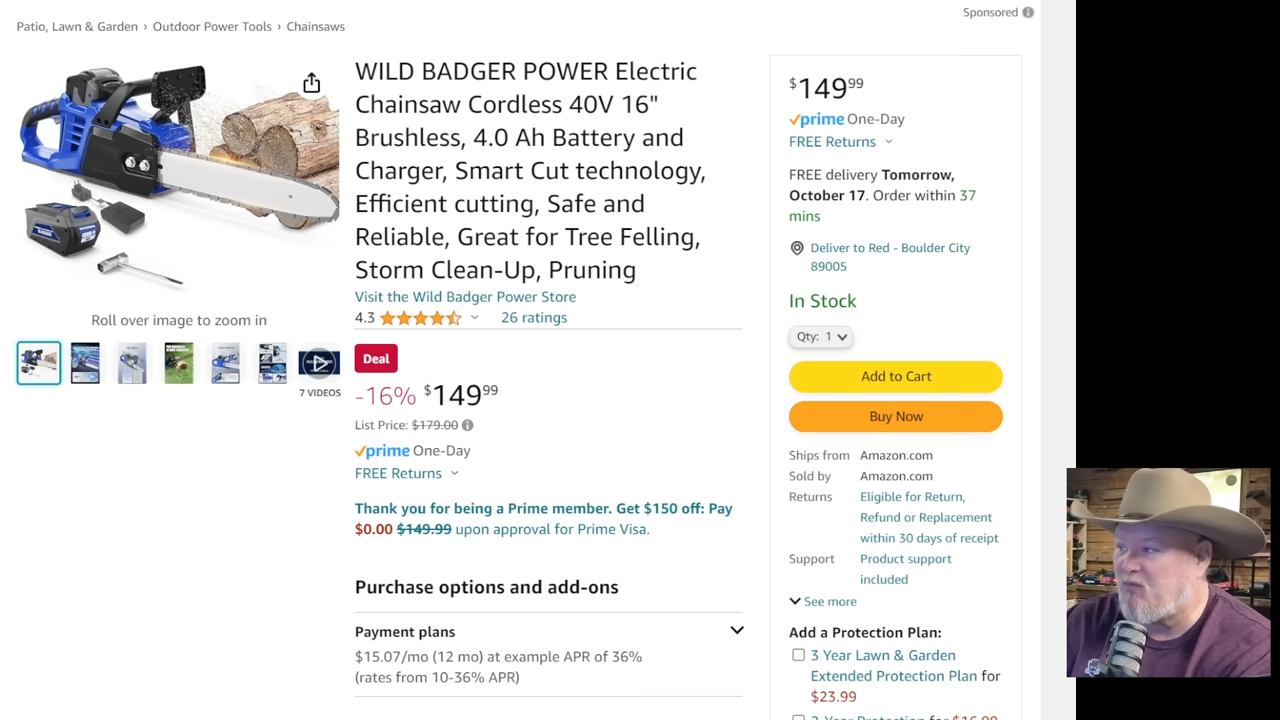 Sponsored
Patio, Lawn & Garden › Outdoor Power Tools › Chainsaws
WILD BADGER POWER Electric
Chainsaw Cordless 40V 16"
Brushless, 4.0 Ah Battery and
Charger, Smart Cut technology,
Efficient cutting, Safe and
Reliable, Great for Tree Felling,
Storm Clean-Up, Pruning
Visit the Wild Badger Power Store
4.3 26 ratings
Roll over image to zoom in
7 VIDEOS
Deal
-16% $149 99
List Price: $179.00
prime One-Day
FREE Returns
Thank you for being a Prime member. Get $150 off: Pay
$0.00 $149.99 upon approval for Prime Visa.
Purchase options and add-ons
Payment plans
$15.07/mo (12 mo) at example APR of 36%
(rates from 10-36% APR)
$149 99
prime One-Day
FREE Returns
FREE delivery Tomorrow,
October 17. Order within 37
mins
Deliver to Red - Boulder City
89005
In Stock
Qty: 1
Add to Cart
Buy Now
Ships from Amazon.com
Sold by Amazon.com
Returns Eligible for Return,
Refund or Replacement
within 30 days of receipt
Support Product support
included
See more
Add a Protection Plan:
3 Year Lawn & Garden
Extended Protection Plan for
$23.99